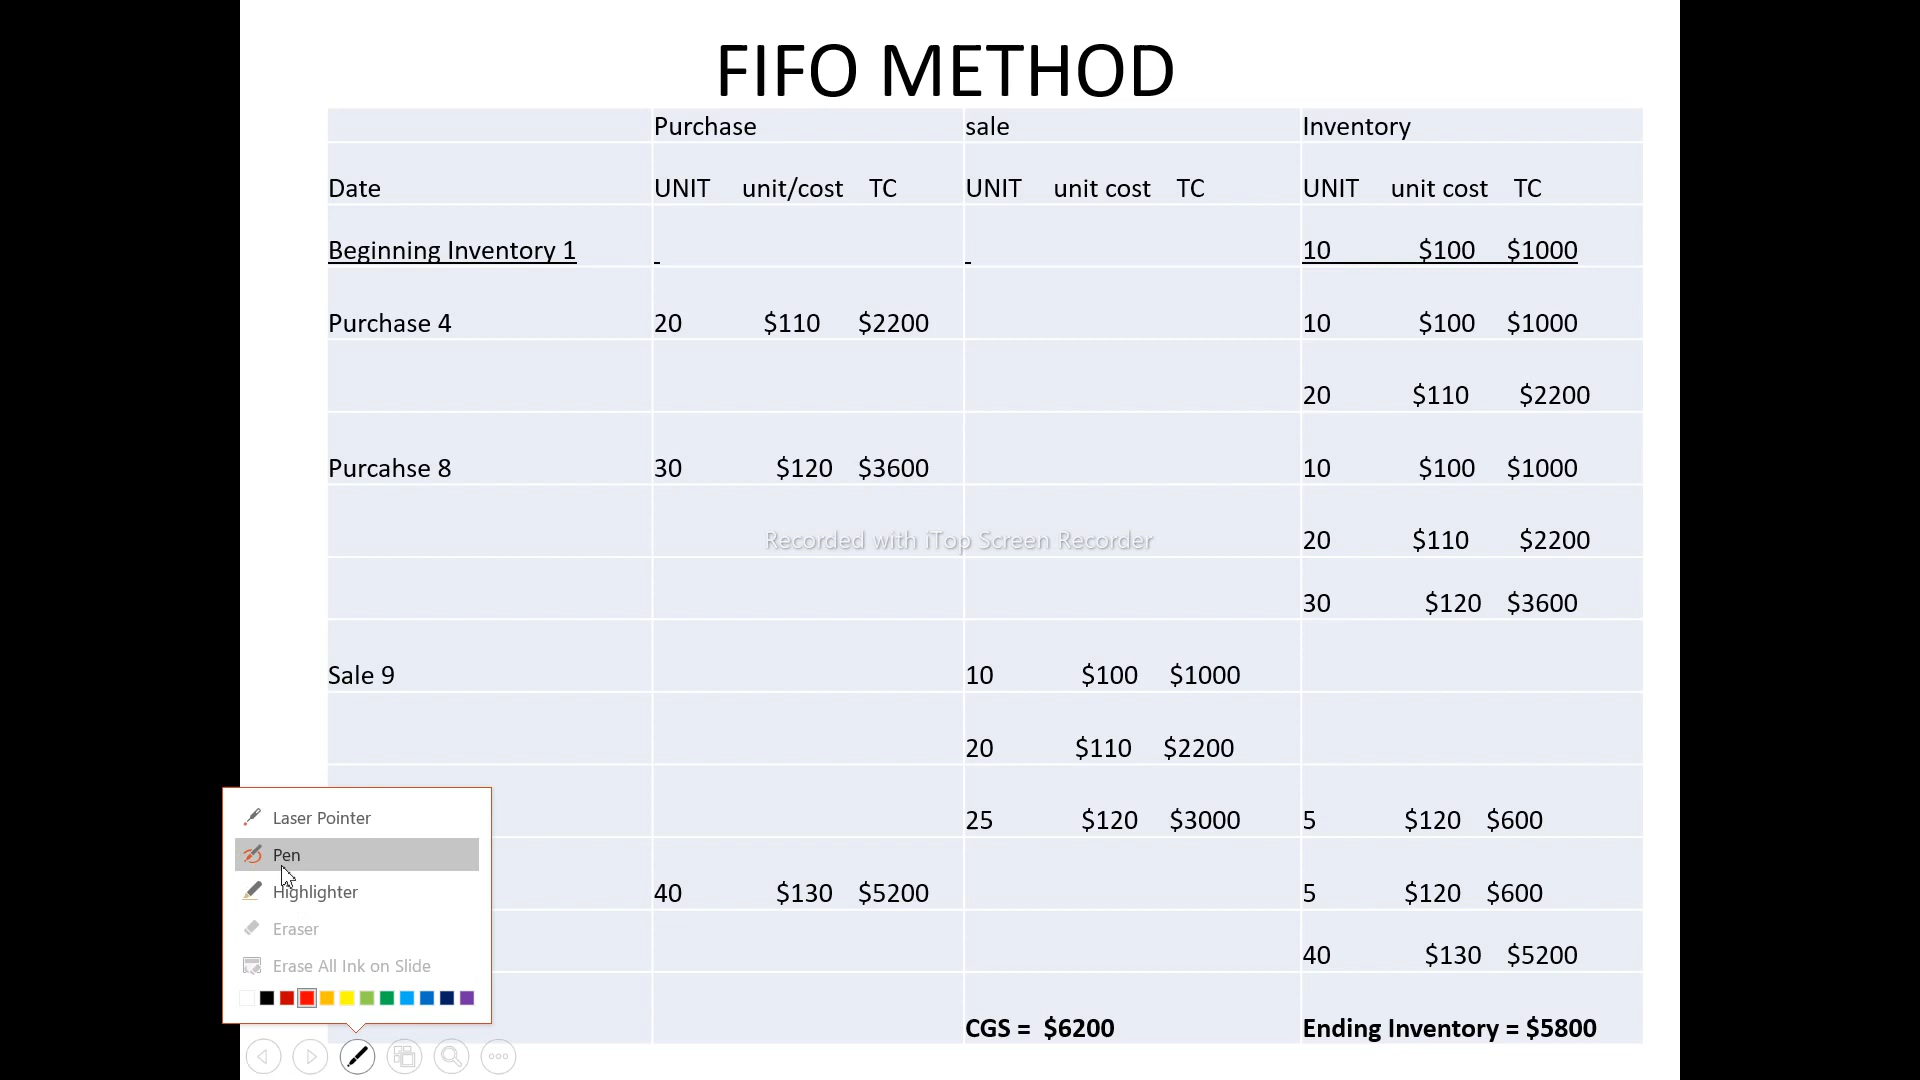 FIFO METHOD
Purchase sale Inventory
Date UNIT unit/cost TC UNIT unit cost TC UNIT unit cost TC
Beginning Inventory 1 10 $100 $1000
Purchase 4 20 $110 $2200 10 $100 $1000
20 $110 $2200
Purcahse 8 30 $120 $3600 10 $100 $1000
Recorded with iTop Screen Recorder
20 $110 $2200
30 $120 $3600
Sale 9 10 $100 $1000
20 $110 $2200
25 $120 $3000 5 $120 $600
40 $130 $5200 5 $120 $600
40 $130 $5200
CGS = $6200 Ending Inventory = $5800
Laser Pointer
Pen
Highlighter
Eraser
Erase All Ink on Slide